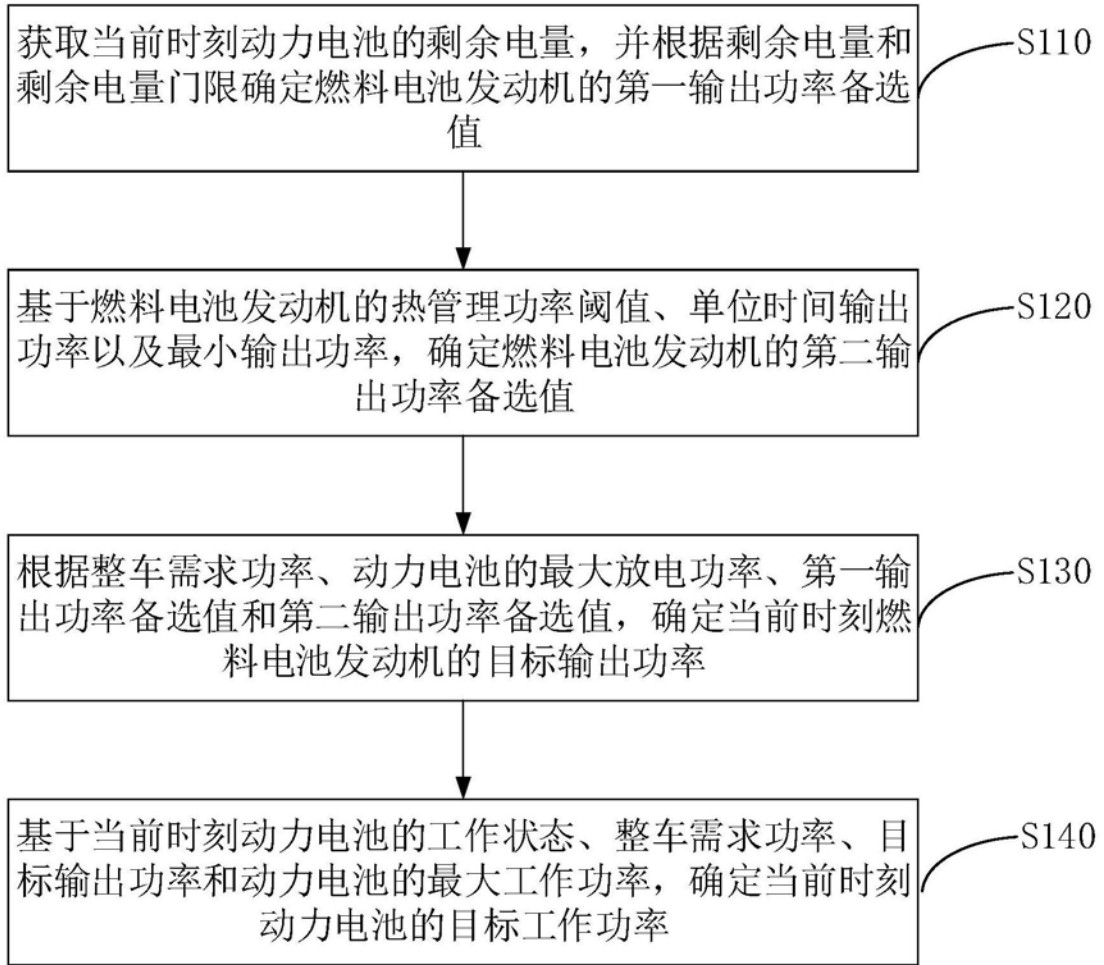 获取当前时刻动力电池的剩余电量，并根据剩余电量和
剩余电量门限确定燃料电池发动机的第一输出功率备选
值
S110
基于燃料电池发动机的热管理功率阈值、单位时间输出
功率以及最小输出功率，确定燃料电池发动机的第二输
出功率备选值
S120
根据整车需求功率、动力电池的最大放电功率、第一输
出功率备选值和第二输出功率备选值，确定当前时刻燃
料电池发动机的目标输出功率
S130
基于当前时刻动力电池的工作状态、整车需求功率、目
标输出功率和动力电池的最大工作功率，确定当前时刻
动力电池的目标工作功率
S140